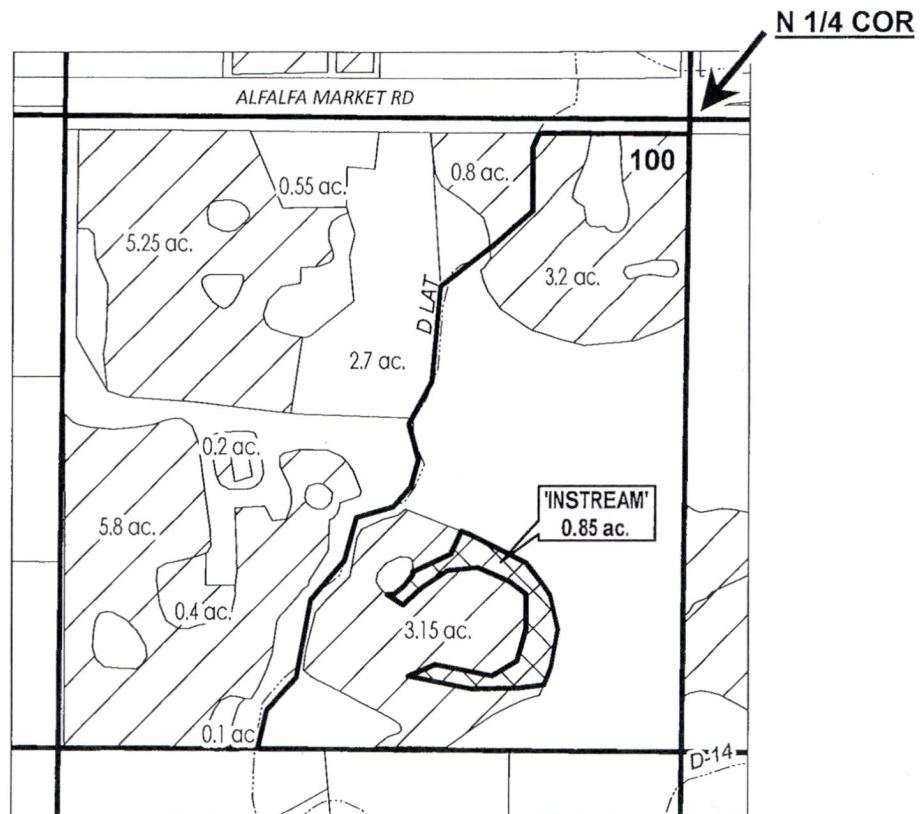 N 1/4 COR
ALFALFA MARKET RD
100
0.8 ac.
0.55 ac.
5.25 ac.
3.2 ac.
D LAT
2.7 ac.
0.2 ac.
'INSTREAM'
0.85 ac.
5.8 ac.
0.4 ac.
3.15 ac.
0.1 ac
D-14